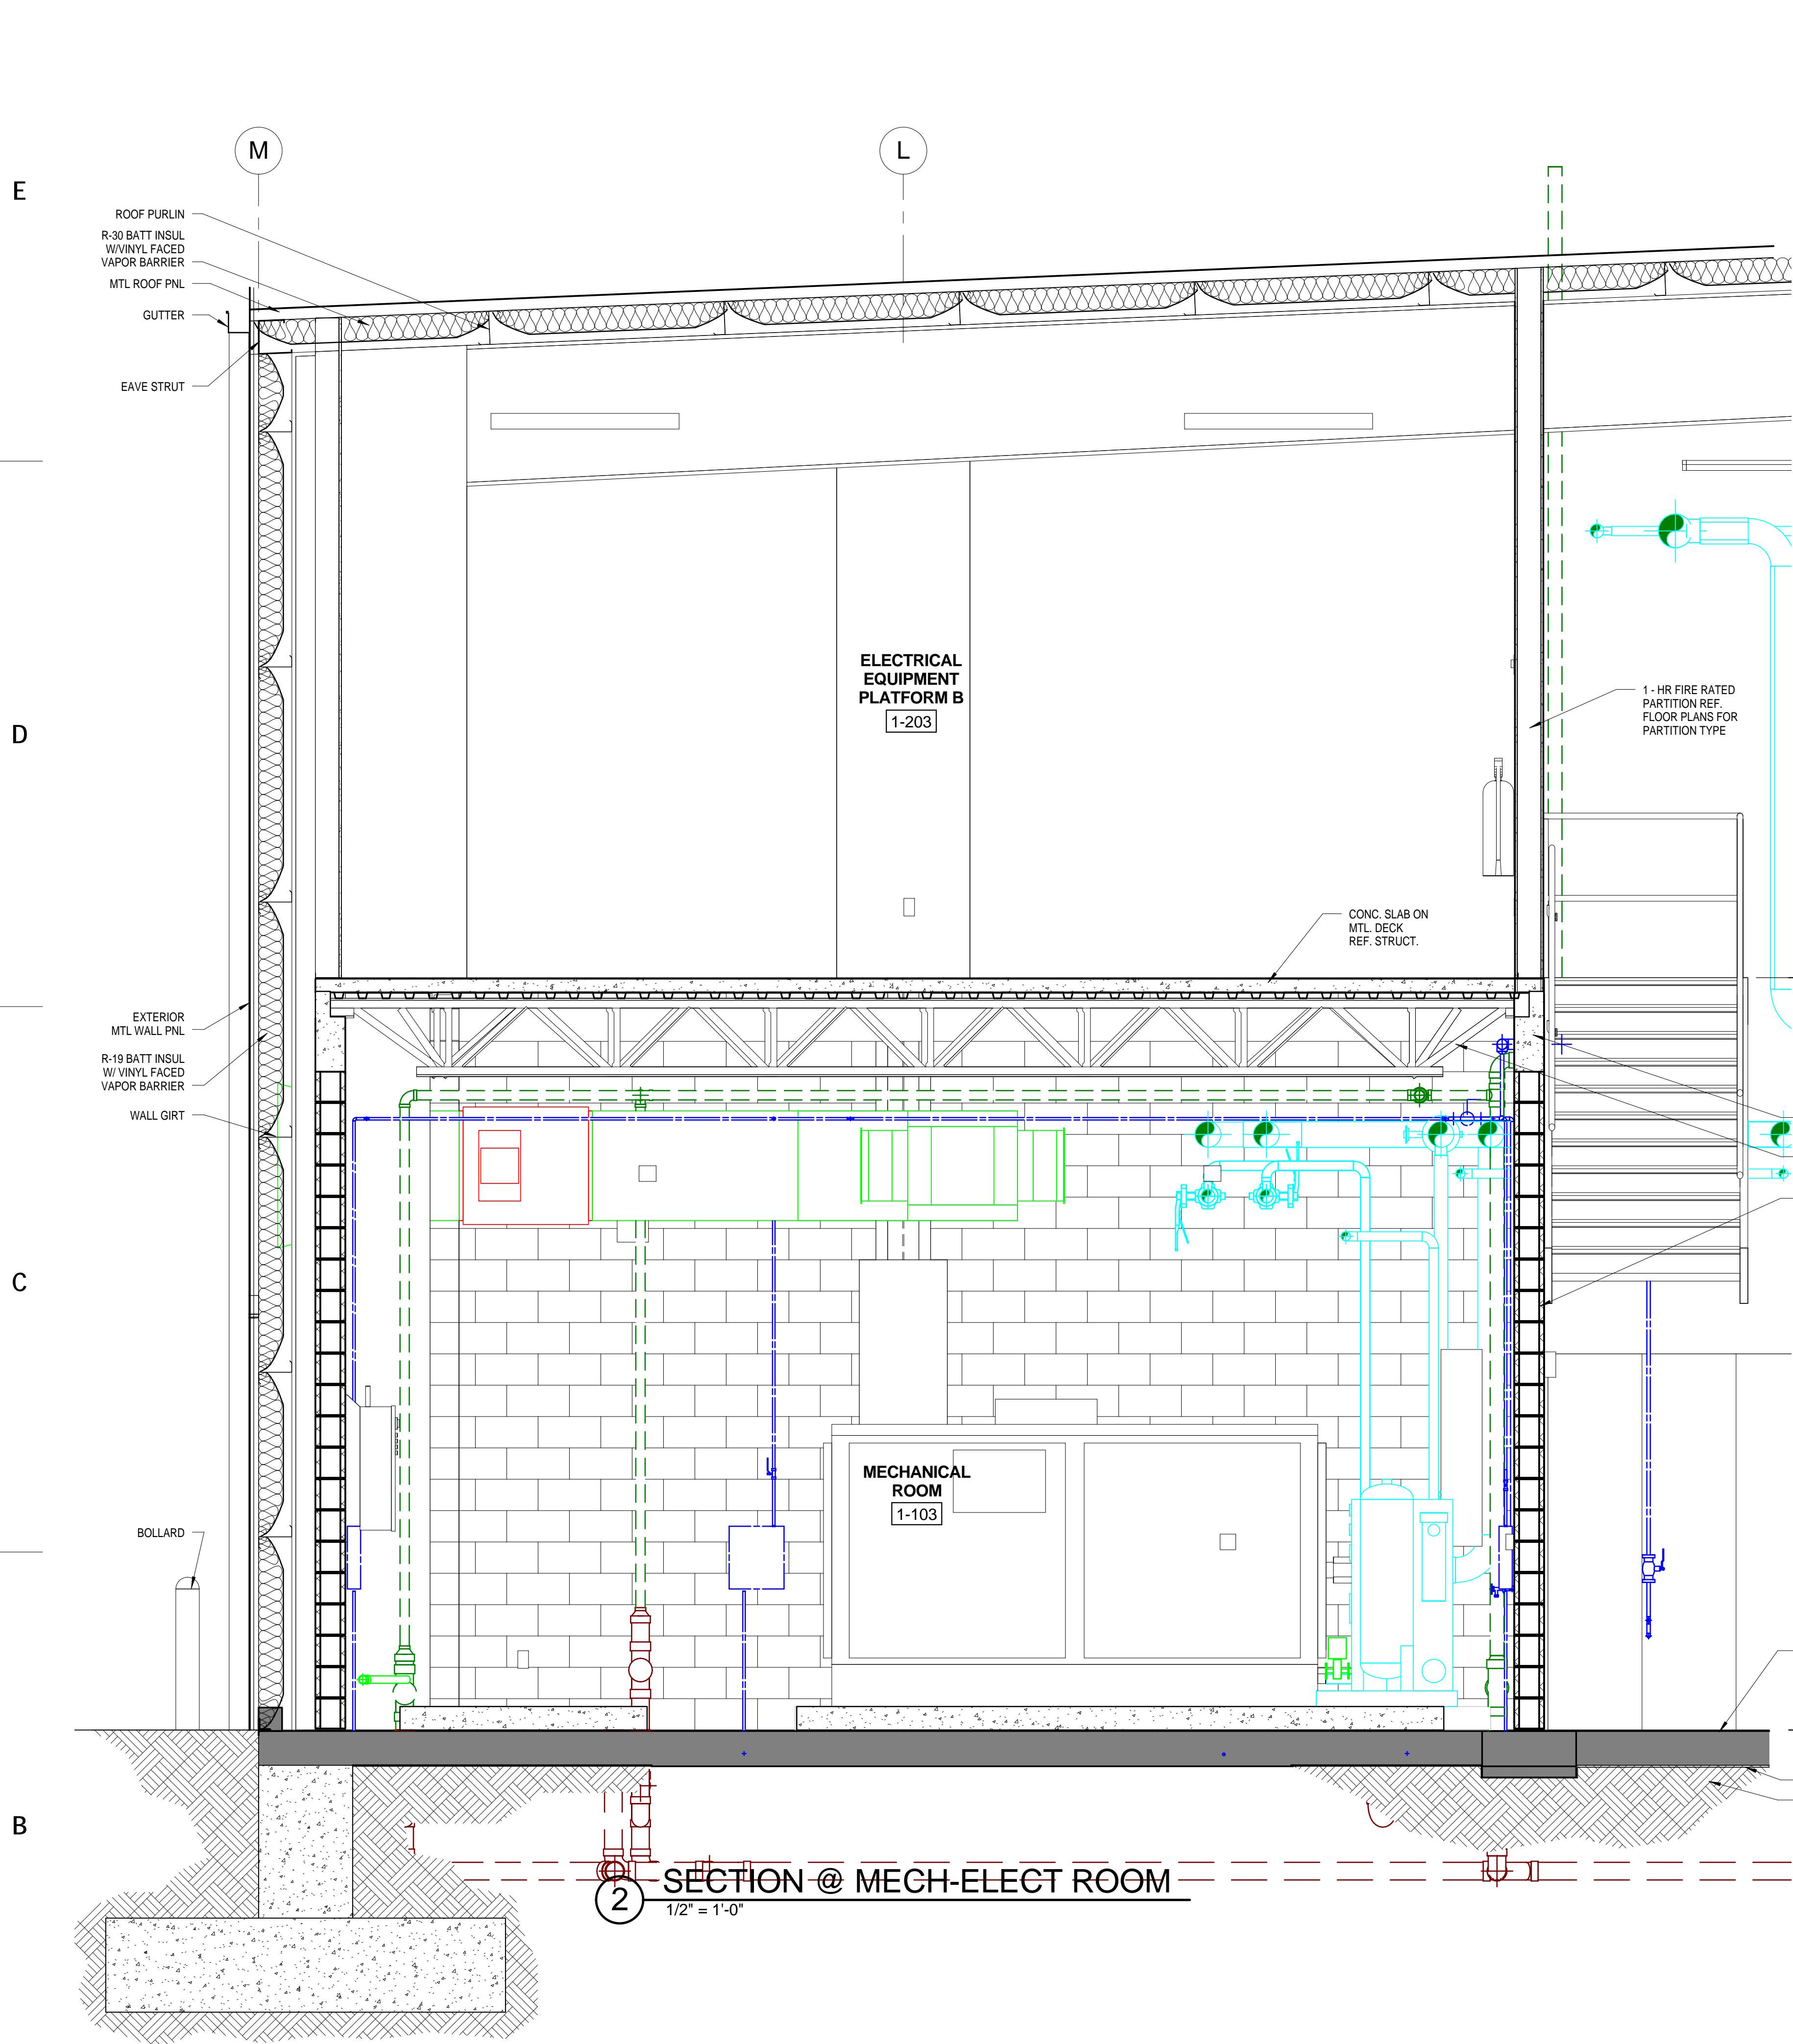 M
L
E
ROOF PURLIN
R-30 BATT INSUL
W/VINYL FACED
VAPOR BARRIER
MTL ROOF PNL
GUTTER
EAVE STRUT
ELECTRICAL
EQUIPMENT
PLATFORM B
1-203
1 - HR FIRE RATED
PARTITION REF.
FLOOR PLANS FOR
PARTITION TYPE
D
CONC. SLAB ON
MTL. DECK
REF. STRUCT.
EXTERIOR
MTL WALL PNL
R-19 BATT INSUL
W/ VINYL FACED
VAPOR BARRIER
WALL GIRT
C
MECHANICAL
ROOM
1-103
BOLLARD
B
2
SECTION @ MECH-ELECT ROOM
1/2" = 1'-0"